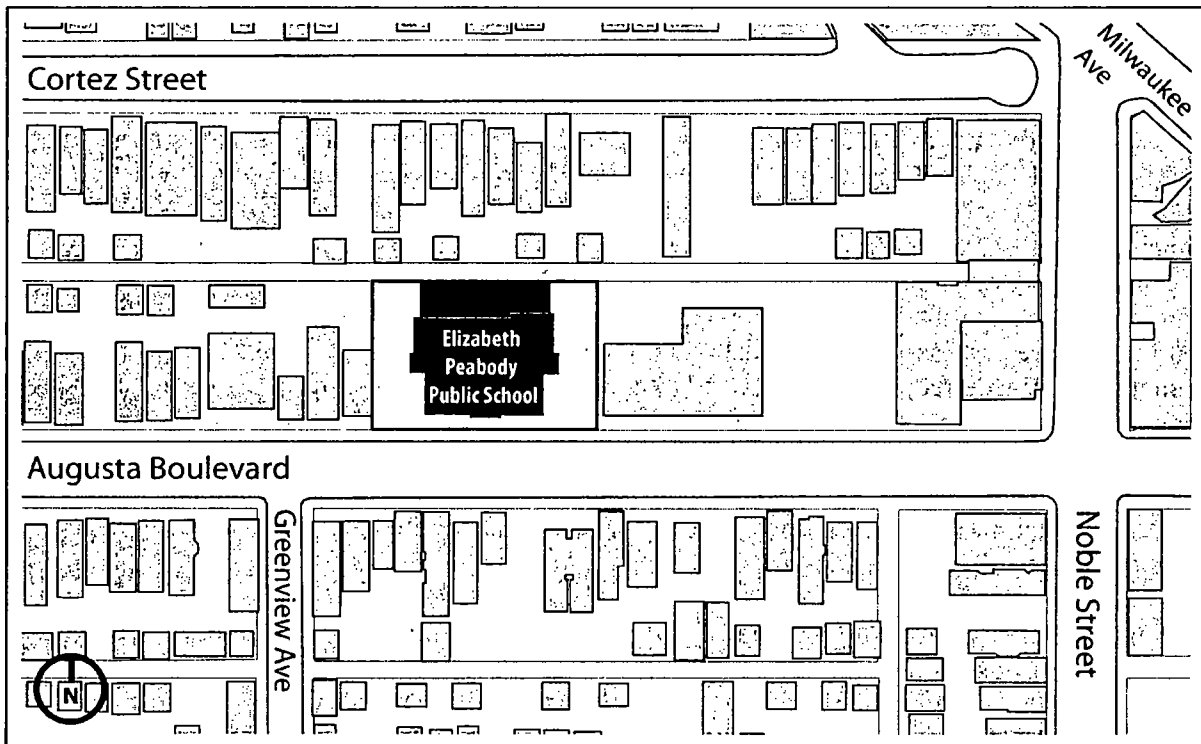 Cortez Street
Milwaukee
Ave
Elizabeth
Peabody
Public School
Augusta Boulevard
Greenview Ave
Noble Street
N